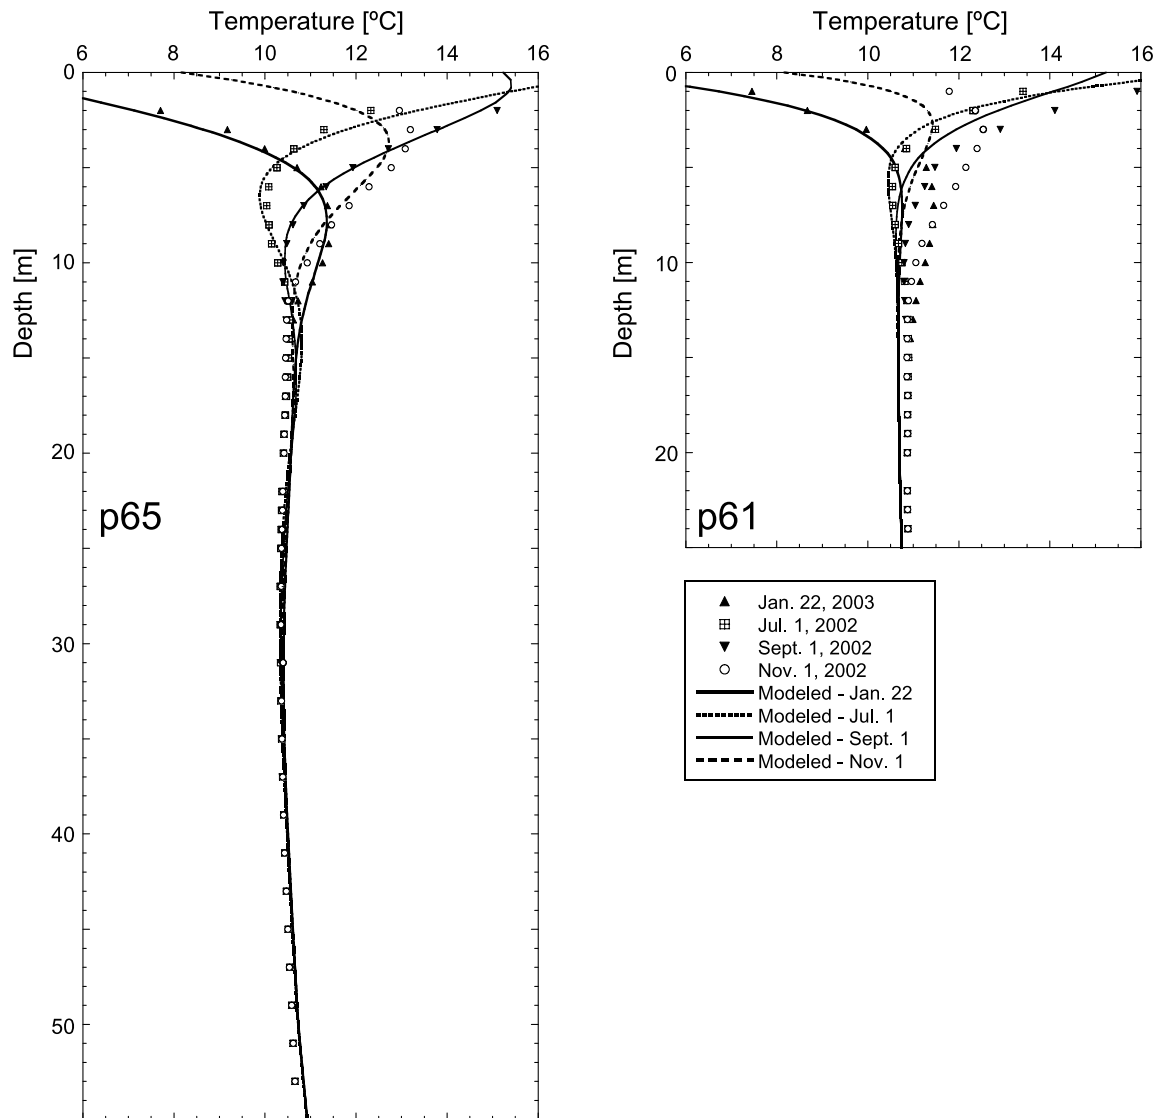 Temperature [ºC]
6 8 10 12 14 16
0
10
20
30
40
50
Depth [m]
p65
Temperature [ºC]
6 8 10 12 14 16
0
10
20
Depth [m]
p61
Jan. 22, 2003
Jul. 1, 2002
Sept. 1, 2002
Nov. 1, 2002
Modeled - Jan. 22
Modeled - Jul. 1
Modeled - Sept. 1
Modeled - Nov. 1